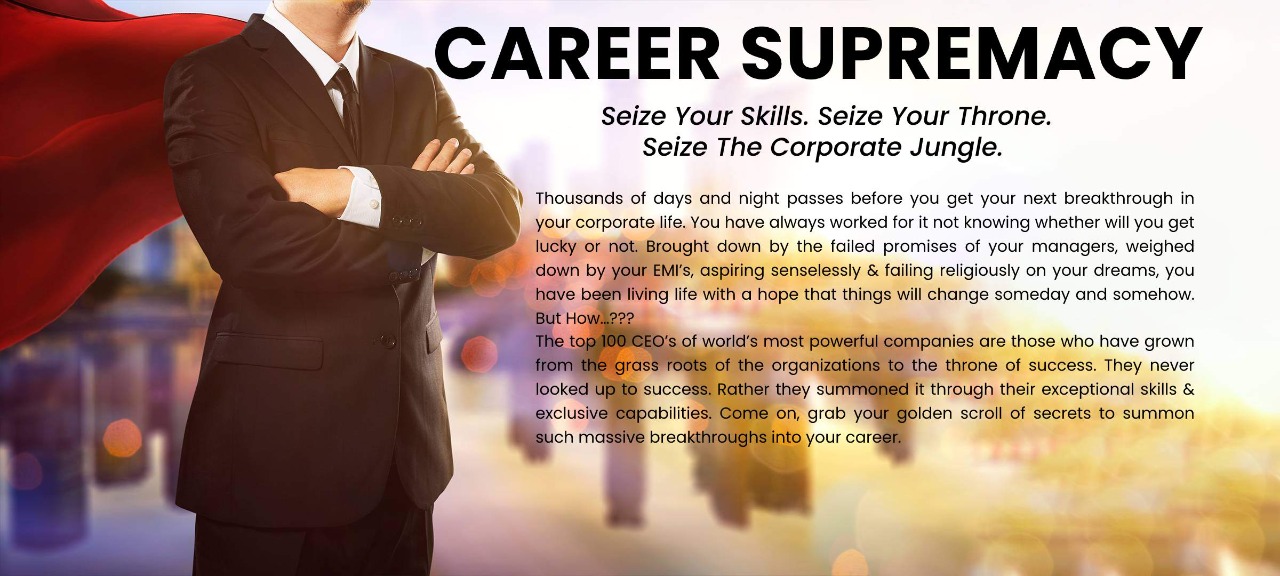 CAREER SUPREMACY
Seize Your Skills. Seize Your Throne.
Seize The Corporate Jungle.
Thousands of days and night passes before you get your next breakthrough in
your corporate life. You have always worked for it not knowing whether will you get
lucky or not. Brought down by the failed promises of your managers, weighed
down by your EMI's, aspiring senselessly & failing religiously on your dreams, you
have been living life with a hope that things will change someday and somehow.
But How...???
The top 100 CEO's of world's most powerful companies are those who have grown
from the grass roots of the organizations to the throne of success. They never
looked up to success. Rather they summoned it through their exceptional skills &
exclusive capabilities. Come on, grab your golden scroll of secrets to summon
such massive breakthroughs into your career.